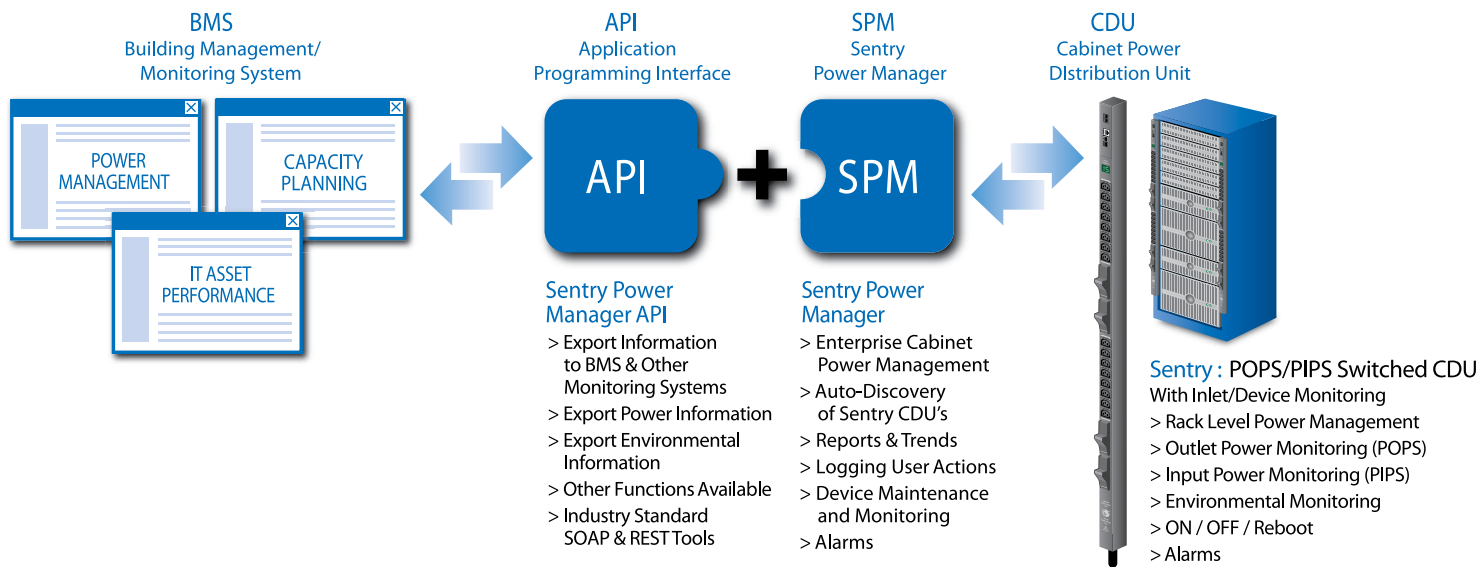 BMS
Building Management/
Monitoring System
POWER
MANAGEMENT
CAPACITY
PLANNING
IT ASSET
PERFORMANCE
API
Application
Programming Interface
API
Sentry Power
Manager API
> Export Information
to BMS & Other
Monitoring Systems
> Export Power Information
> Export Environmental
Information
> Other Functions Available
> Industry Standard
SOAP & REST Tools
SPM
Sentry
Power Manager
SPM
Sentry Power
Manager
> Enterprise Cabinet
Power Management
> Auto-Discovery
of Sentry CDU's
> Reports & Trends
> Logging User Actions
> Device Maintenance
and Monitoring
> Alarms
CDU
Cabinet Power
DIstribution Unit
Sentry : POPS/PIPS Switched CDU
With Inlet/Device Monitoring
> Rack Level Power Management
> Outlet Power Monitoring (POPS)
> Input Power Monitoring (PIPS)
> Environmental Monitoring
> ON / OFF / Reboot
> Alarms